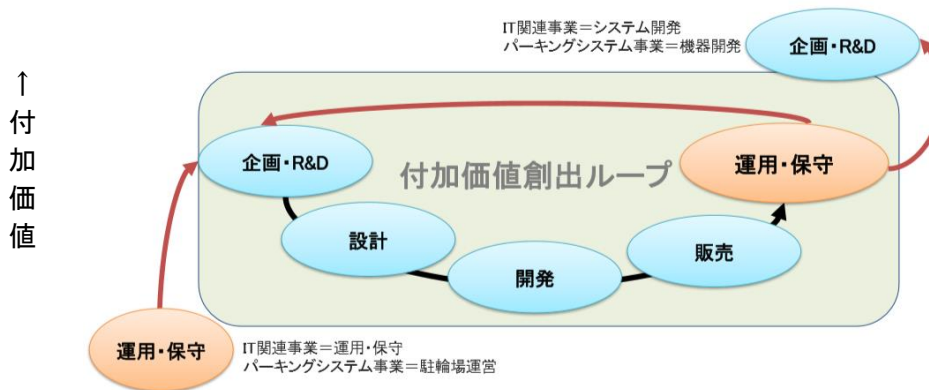 IT関連事業＝システム開発
パーキングシステム事業＝機器開発
企画・R&D
↑付加価値
企画・R&D
付加価値創出ループ
運用・保守
設計
開発
販売
運用・保守
IT関連事業＝運用・保守
パーキングシステム事業＝駐輪場運営